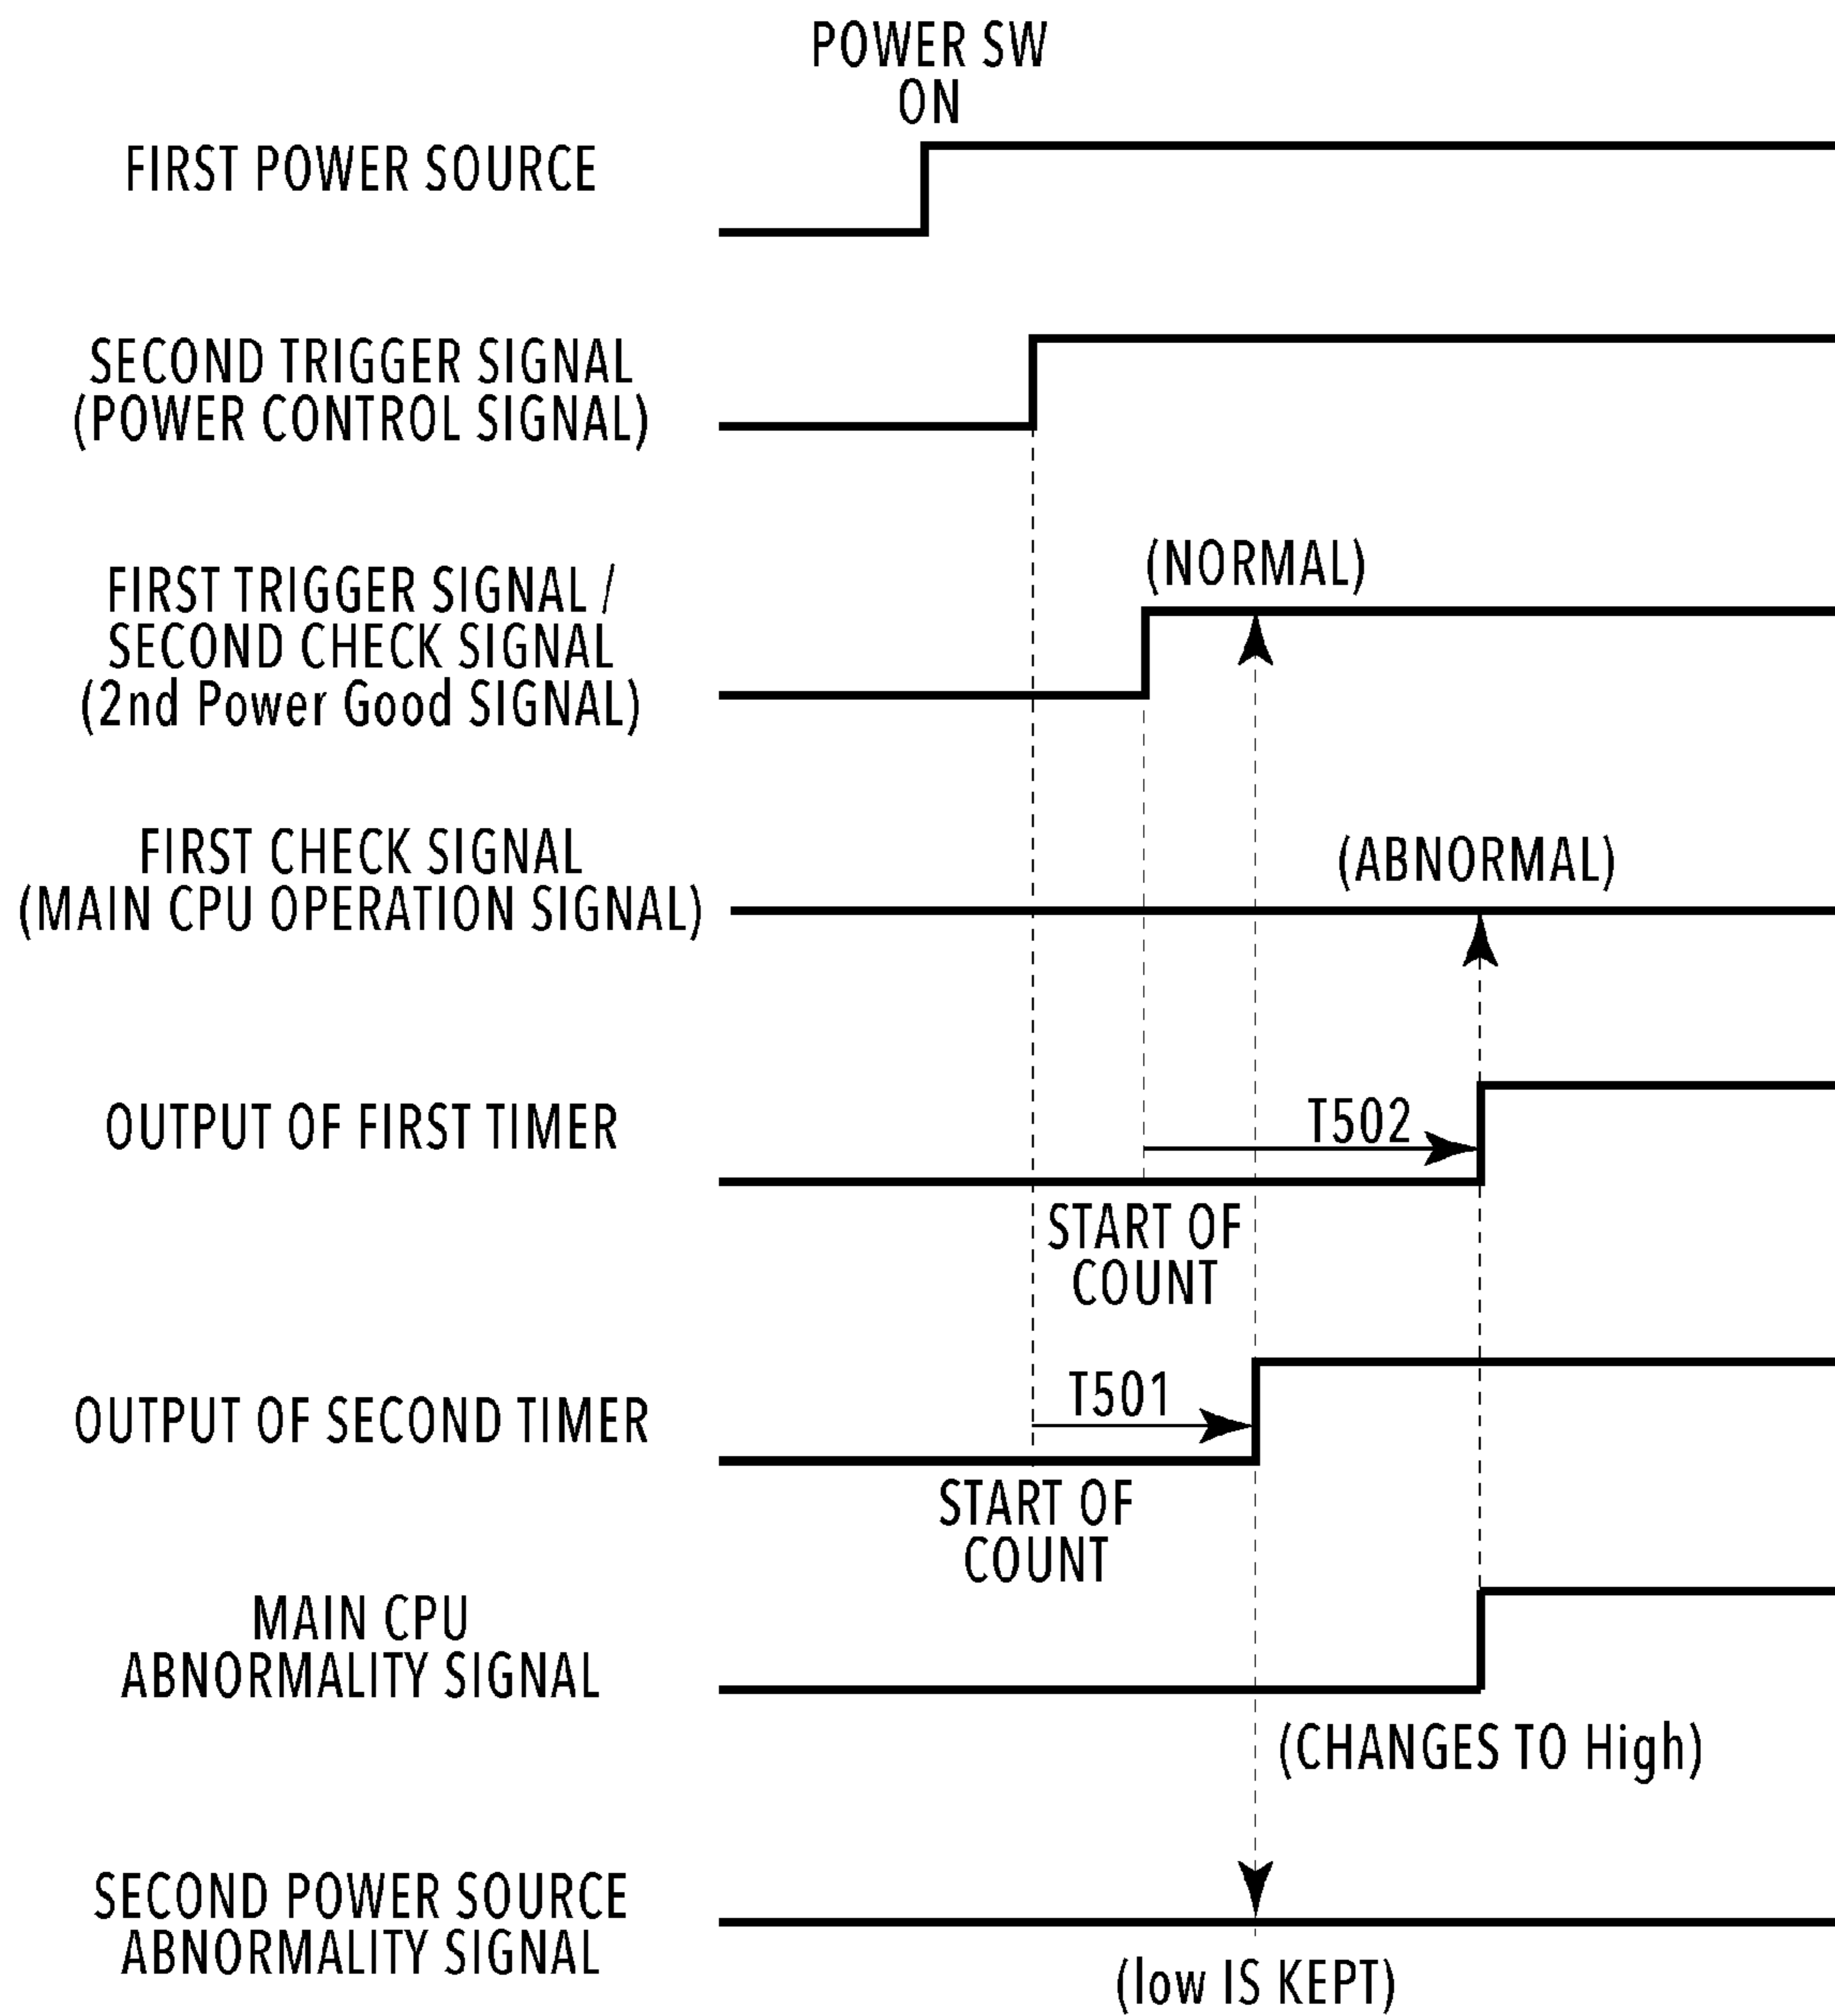 POWER SW
ON
FIRST POWER SOURCE
SECOND TRIGGER SIGNAL
(POWER CONTROL SIGNAL)
(NORMAL)
FIRST TRIGGER SIGNAL /
SECOND CHECK SIGNAL
(2nd Power Good SIGNAL)
FIRST CHECK SIGNAL
(MAIN CPU OPERATION SIGNAL)
(ABNORMAL)
OUTPUT OF FIRST TIMER
T502
START OF
COUNT
OUTPUT OF SECOND TIMER
T501
START OF
COUNT
MAIN CPU
ABNORMALITY SIGNAL
(CHANGES TO High)
SECOND POWER SOURCE
ABNORMALITY SIGNAL
(low IS KEPT)